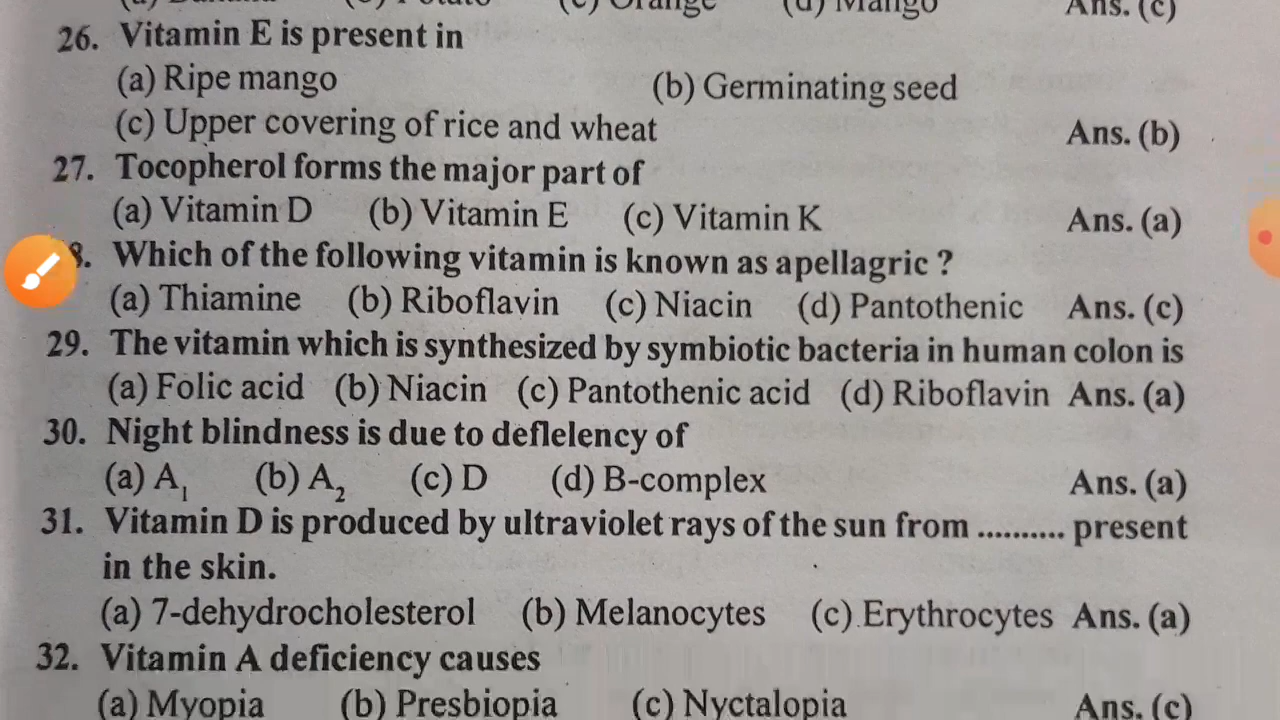 Orange Mango Ans. (c)
26. Vitamin E is present in
(a) Ripe mango (b) Germinating seed
(c) Upper covering of rice and wheat Ans. (b)
27. Tocopherol forms the major part of
(a) Vitamin D (b) Vitamin E (c) Vitamin K Ans. (a)
8. Which of the following vitamin is known as apellagric ?
(a) Thiamine (b) Riboflavin (c) Niacin (d) Pantothenic Ans. (c)
29. The vitamin which is synthesized by symbiotic bacteria in human colon is
(a) Folic acid (b) Niacin (c) Pantothenic acid (d) Riboflavin Ans. (a)
30. Night blindness is due to deflelency of
(a) A₁ (b) A₂ (c) D (d) B-complex Ans. (a)
31. Vitamin D is produced by ultraviolet rays of the sun from .......... present
in the skin.
(a) 7-dehydrocholesterol (b) Melanocytes (c) Erythrocytes Ans. (a)
32. Vitamin A deficiency causes
(a) Myopia (b) Presbiopia (c) Nyctalopia Ans. (c)